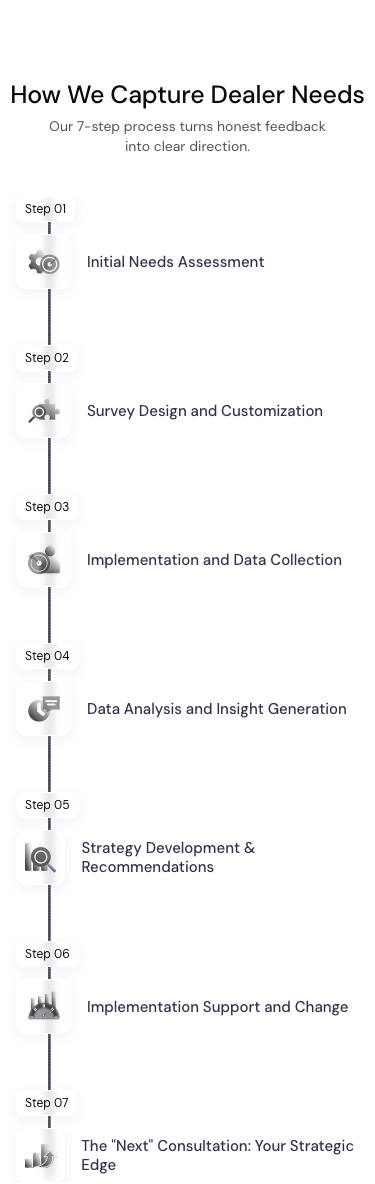 How We Capture Dealer Needs
Our 7-step process turns honest feedback
into clear direction.
Step 01
Initial Needs Assessment
Step 02
Survey Design and Customization
Step 03
Implementation and Data Collection
Step 04
Data Analysis and Insight Generation
Step 05
Strategy Development &
Recommendations
Step 06
Implementation Support and Change
Step 07
The "Next" Consultation: Your Strategic
Edge